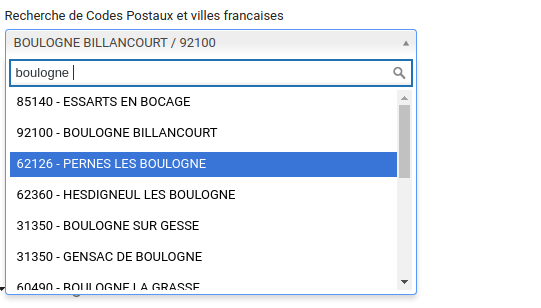 Recherche de Codes Postaux et villes francaises
BOULOGNE BILLANCOURT / 92100
boulogne
85140 - ESSARTS EN BOCAGE
92100 - BOULOGNE BILLANCOURT
62126 - PERNES LES BOULOGNE
62360 - HESDIGNEUL LES BOULOGNE
31350 - BOULOGNE SUR GESSE
31350 - GENSAC DE BOULOGNE
60490 - BOULOGNE LA GRASSE